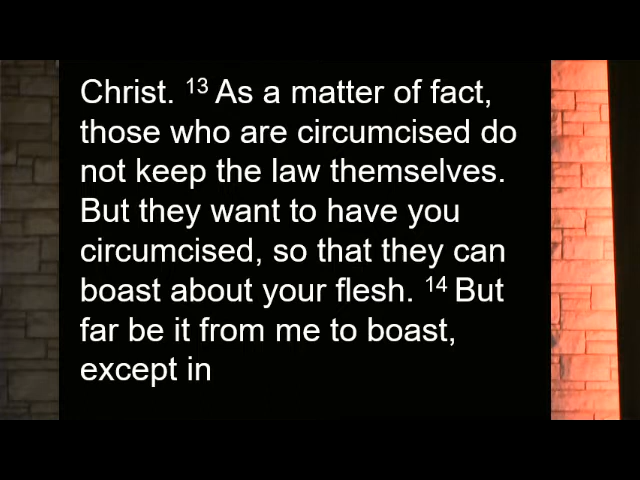 Christ. ¹³ As a matter of fact,
those who are circumcised do
not keep the law themselves.
But they want to have you
circumcised, so that they can
boast about your flesh. ¹⁴ But
far be it from me to boast,
except in